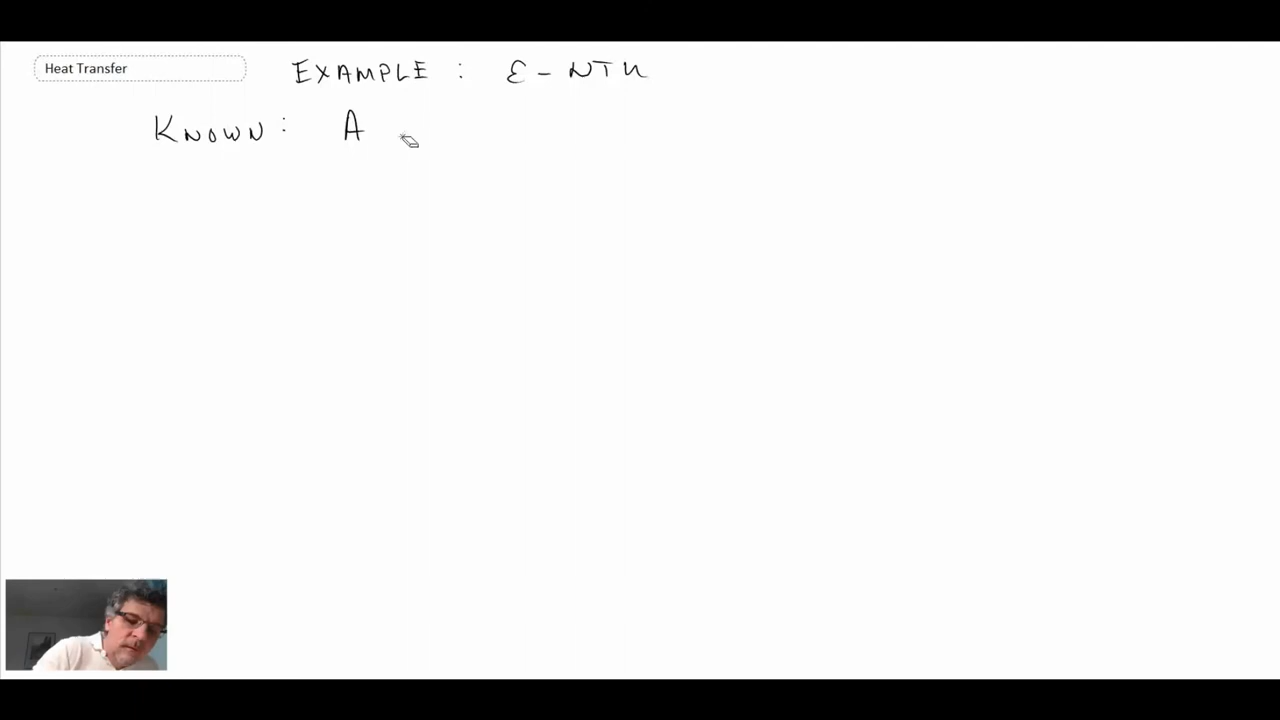 Heat Transfer
EXAMPLE : ε - NTU
KNOWN : A